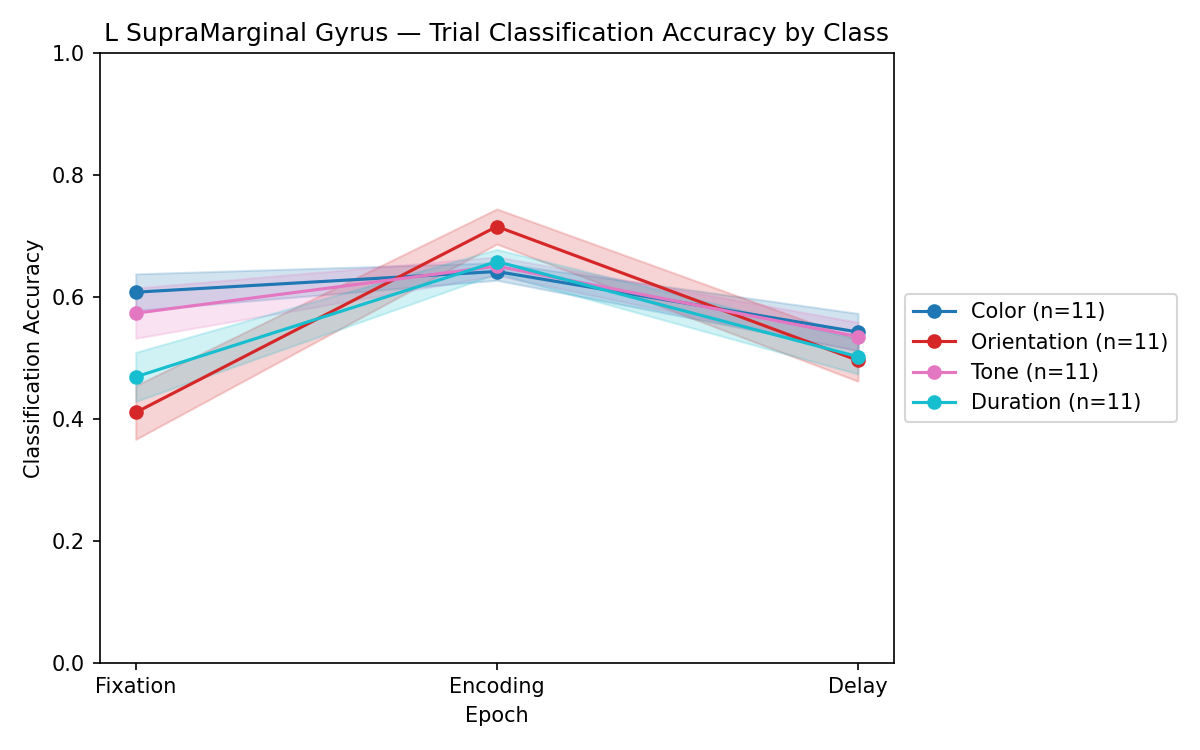 L SupraMarginal Gyrus — Trial Classification Accuracy by Class
Classification Accuracy
1.0
0.8
0.6
0.4
0.2
0.0
Fixation
Encoding
Delay
Epoch
Color (n=11)
Orientation (n=11)
Tone (n=11)
Duration (n=11)